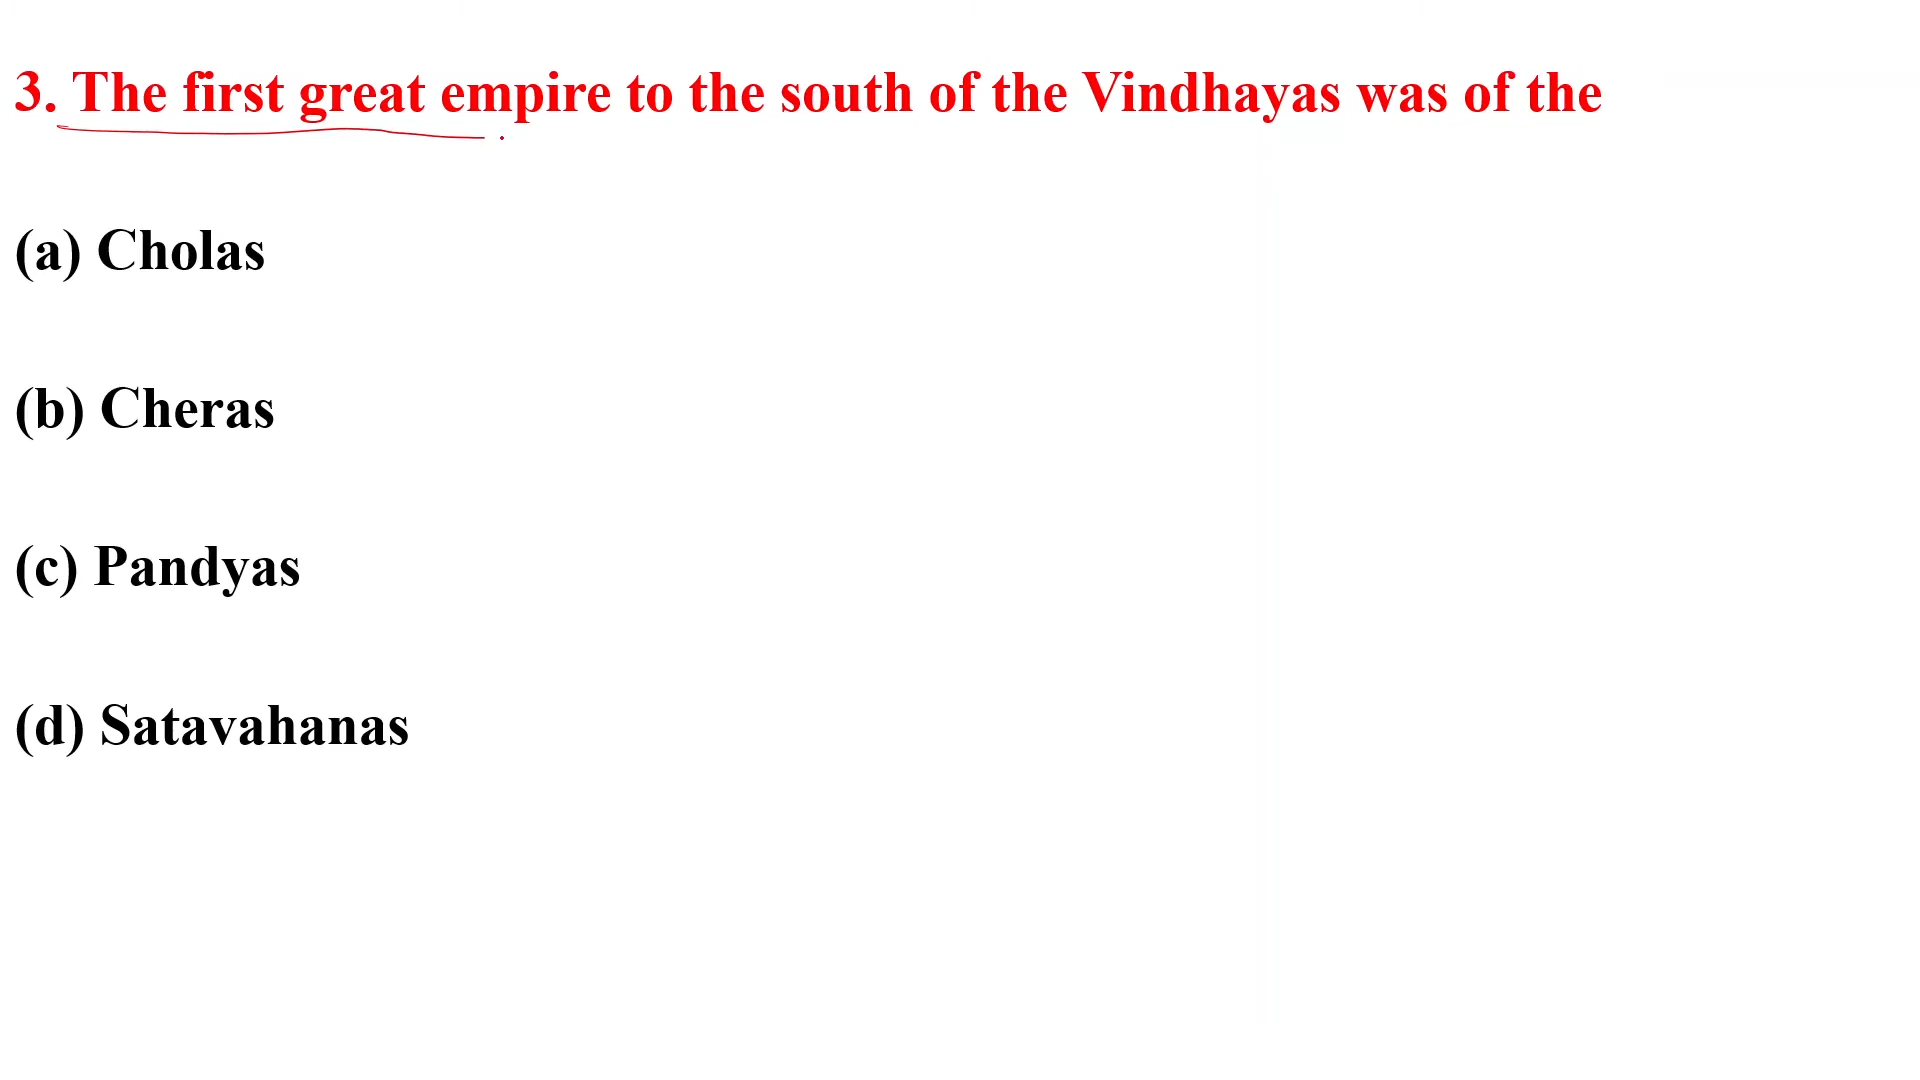 3. The first great empire to the south of the Vindhayas was of the
(a) Cholas
(b) Cheras
(c) Pandyas
(d) Satavahanas